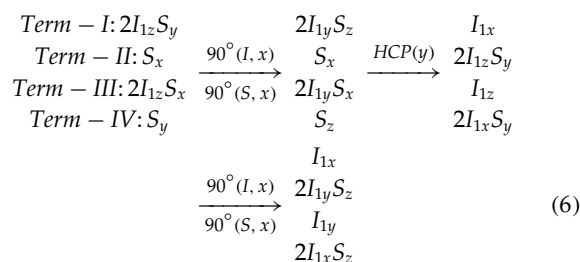 Term − I: 2I₁zSy 2I₁ySz I₁x
Term − II: Sx 90°(I, x) Sx HCP(y) 2I₁zSy
Term − III: 2I₁zSx 90°(S, x) 2I₁ySx I₁z
Term − IV: Sy Sz 2I₁xSy
I₁x
90°(I, x) 2I₁ySz
90°(S, x) I₁y (6)
2I₁xSz